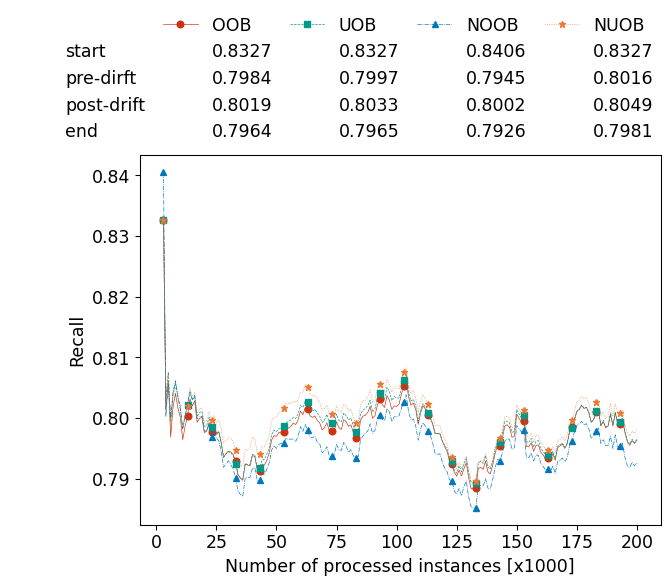 OOB UOB NOOB NUOB
start 0.8327 0.8327 0.8406 0.8327
pre-dirft 0.7984 0.7997 0.7945 0.8016
post-drift 0.8019 0.8033 0.8002 0.8049
end 0.7964 0.7965 0.7926 0.7981
0.84
0.83
0.82
0.81
0.80
0.79
Recall
0 25 50 75 100 125 150 175 200
Number of processed instances [x1000]